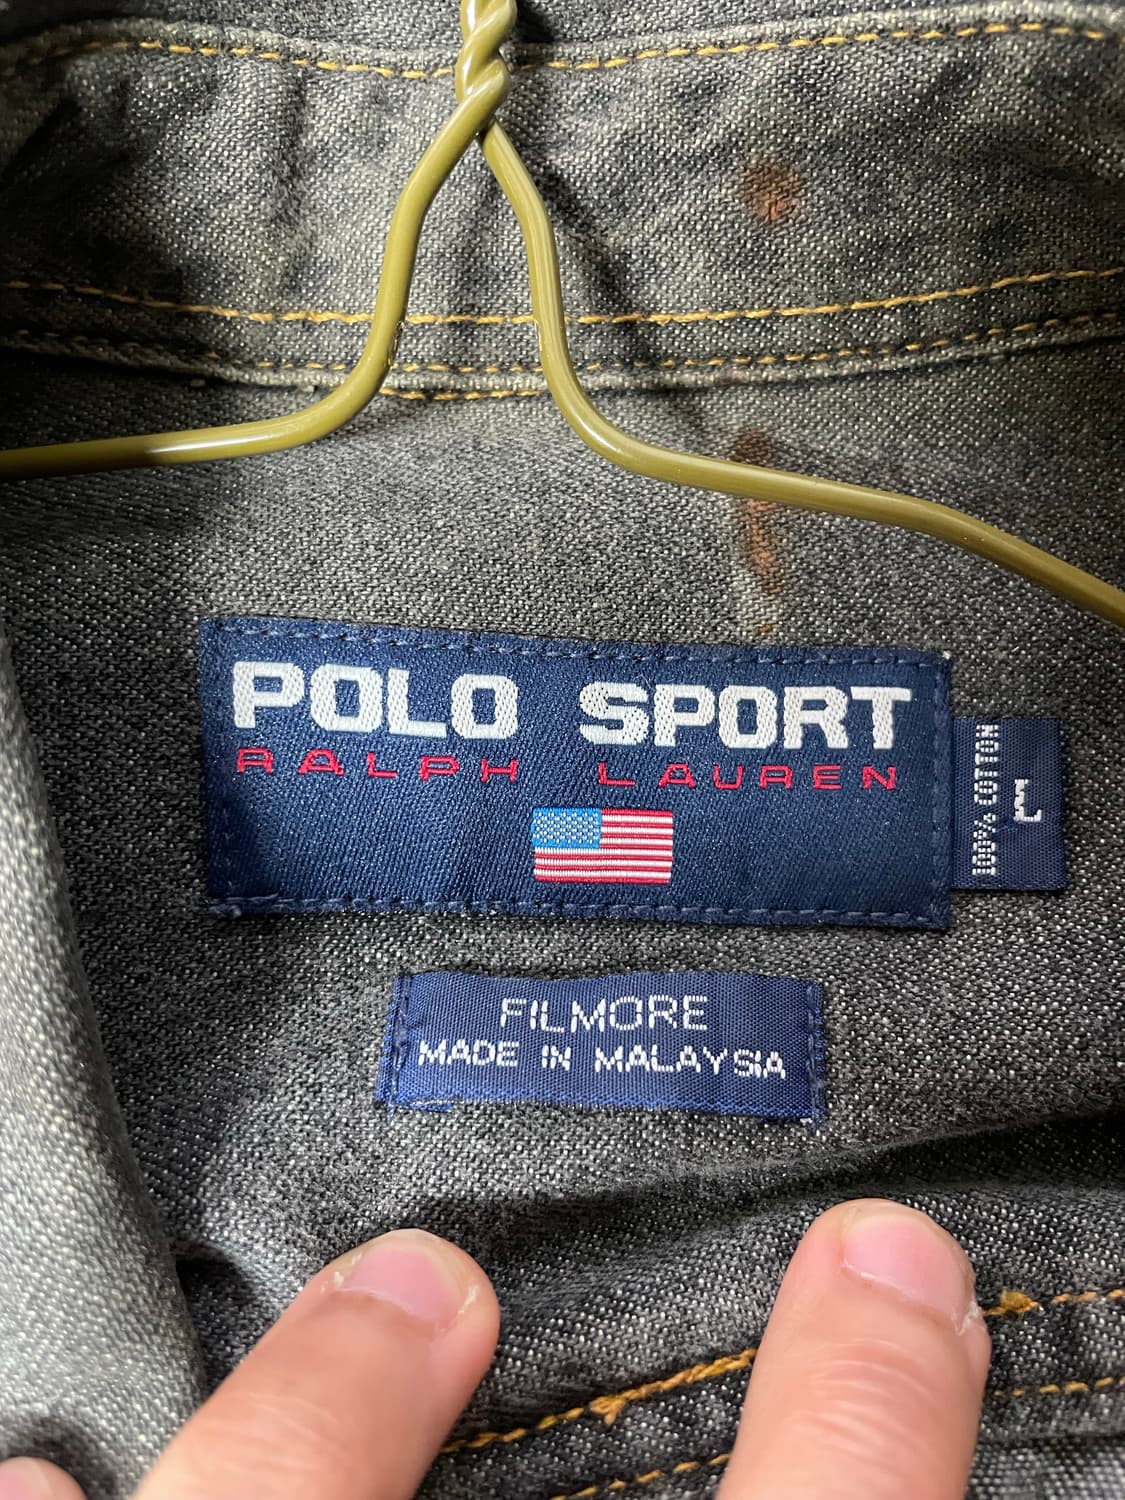 POLO SPORT
RALPH LAUREN
100% COTTON
L
FILMORE
MADE IN MALAYSIA